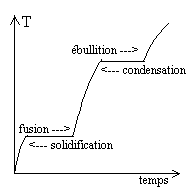 T
ébullition --->
<--- condensation
fusion --->
<--- solidification
temps